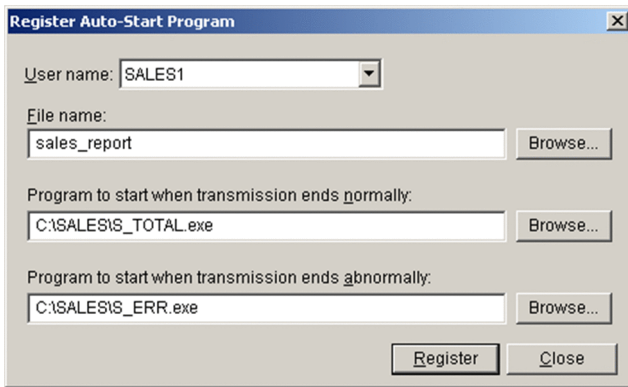 Register Auto-Start Program
User name: SALES1
File name:
sales_report Browse...
Program to start when transmission ends normally:
C:\SALES\S_TOTAL.exe Browse...
Program to start when transmission ends abnormally:
C:\SALES\S_ERR.exe Browse...
Register Close